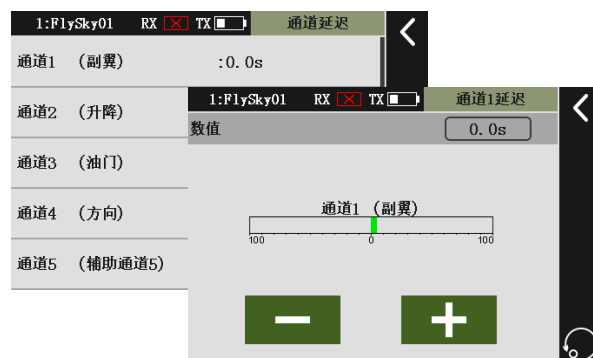 1:FlySky01 RX TX 通道延迟
通道1 (副翼) :0.0s
通道2 (升降)
通道3 (油门)
通道4 (方向)
通道5 (辅助通道5)
1:FlySky01 RX TX 通道1延迟
数值 0.0s
通道1 (副翼)
100 0 100